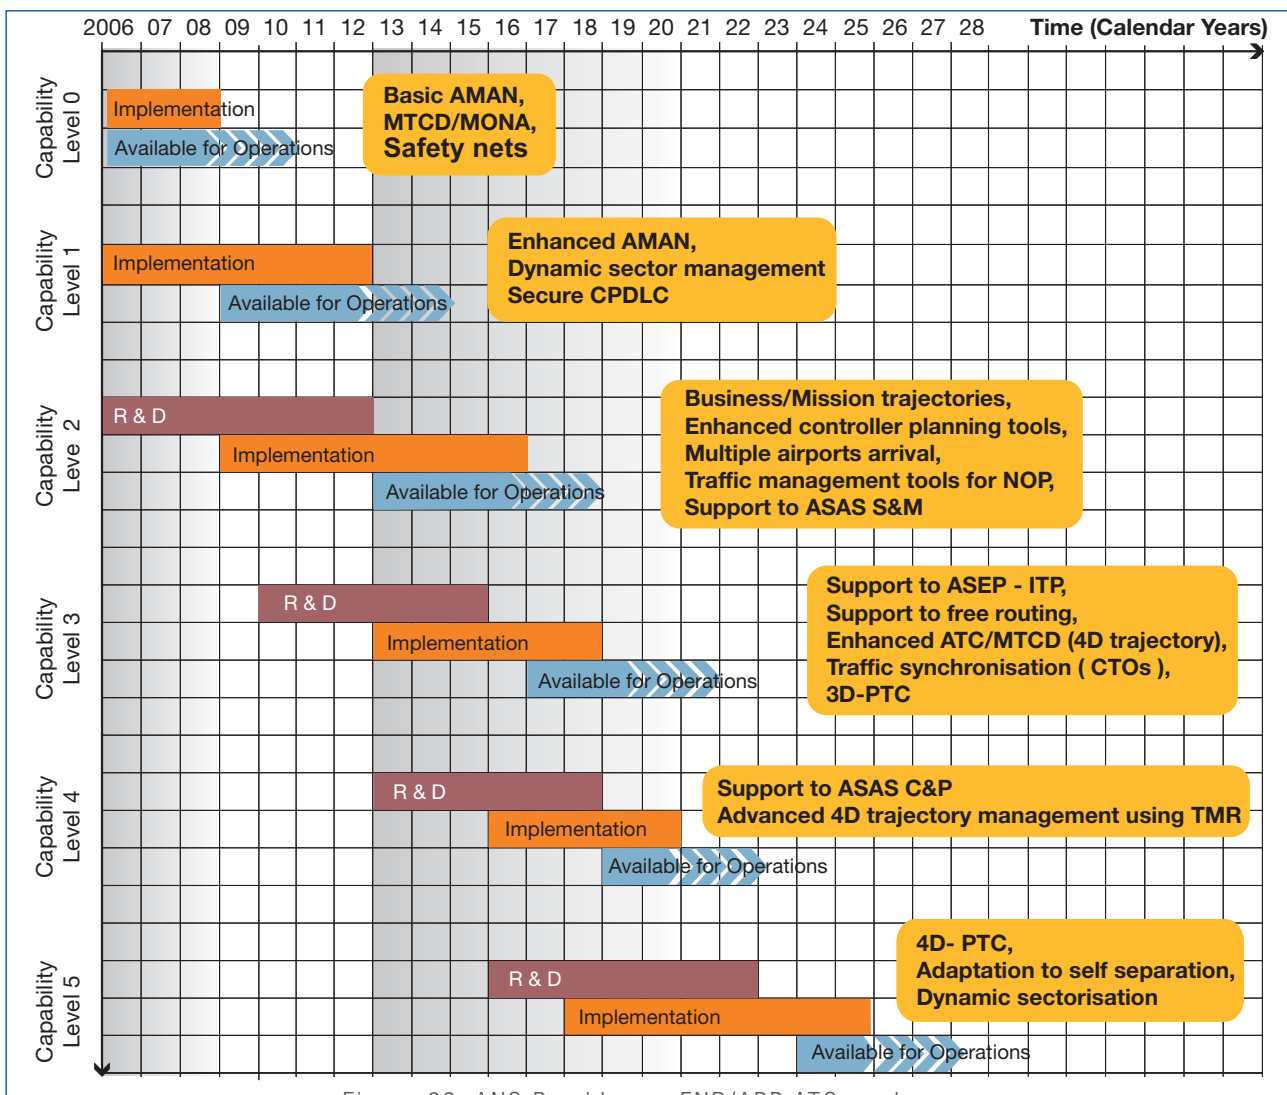 2006 07 08 09 10 11 12 13 14 15 16 17 18 19 20 21 22 23 24 25 26 27 28 Time (Calendar Years)
Capability
Level 0
Implementation
Available for Operations
Basic AMAN,
MTCD/MONA,
Safety nets
Capability
Level 1
Implementation
Available for Operations
Enhanced AMAN,
Dynamic sector management
Secure CPDLC
Capability
Leve 2
R & D
Implementation
Available for Operations
Business/Mission trajectories,
Enhanced controller planning tools,
Multiple airports arrival,
Traffic management tools for NOP,
Support to ASAS S&M
Capability
Level 3
R & D
Implementation
Available for Operations
Support to ASEP - ITP,
Support to free routing,
Enhanced ATC/MTCD (4D trajectory),
Traffic synchronisation ( CTOs ),
3D-PTC
Capability
Level 4
R & D
Implementation
Available for Operations
Support to ASAS C&P
Advanced 4D trajectory management using TMR
Capability
Level 5
R & D
Implementation
Available for Operations
4D- PTC,
Adaptation to self separation,
Dynamic sectorisation